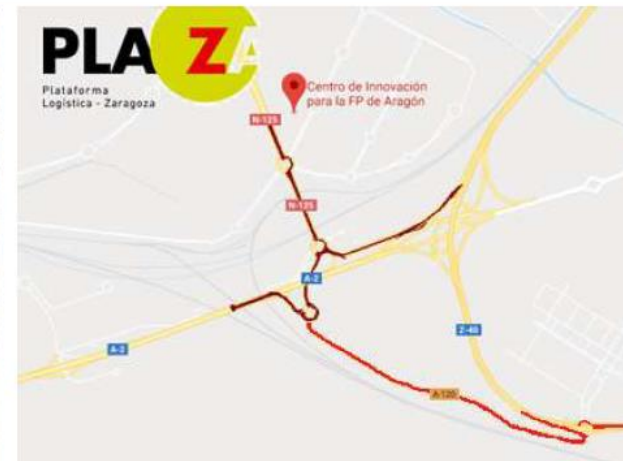 PLAZA
Plataforma
Logística - Zaragoza
Centro de Innovación
para la FP de Aragón
N-125
N-125
A-2
A-2
Z-40
A-120